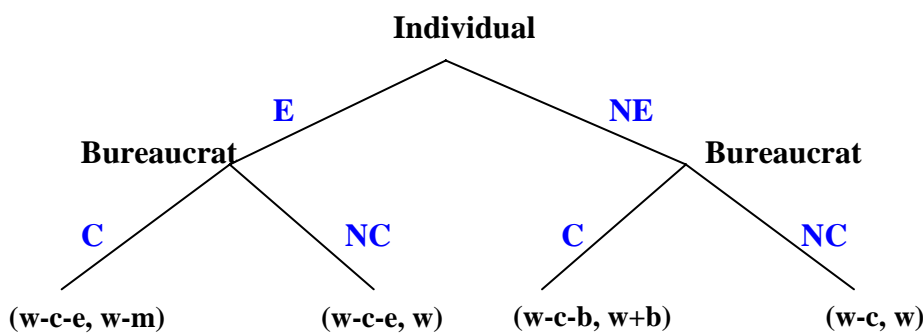 Individual
E NE
Bureaucrat Bureaucrat
C NC C NC
(w-c-e, w-m) (w-c-e, w) (w-c-b, w+b) (w-c, w)